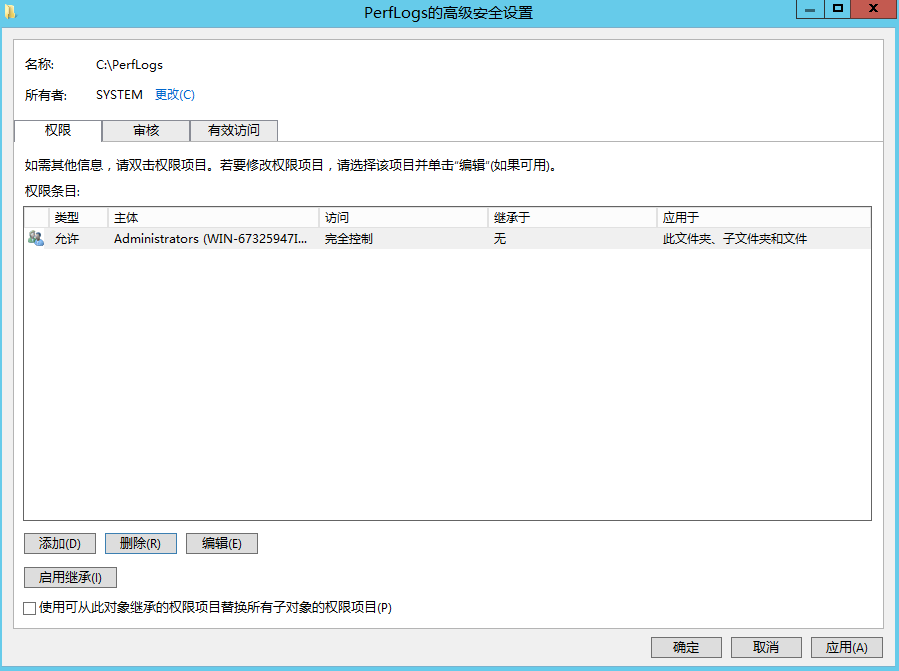 PerfLogs的高级安全设置
名称: C:\PerfLogs
所有者: SYSTEM 更改(C)
权限 审核 有效访问
如需其他信息，请双击权限项目。若要修改权限项目，请选择该项目并单击“编辑”(如果可用)。
权限条目:
类型 主体 访问 继承于 应用于
允许 Administrators (WIN-67325947I... 完全控制 无 此文件夹、子文件夹和文件
添加(D) 删除(R) 编辑(E)
启用继承(I)
使用可从此对象继承的权限项目替换所有子对象的权限项目(P)
确定 取消 应用(A)